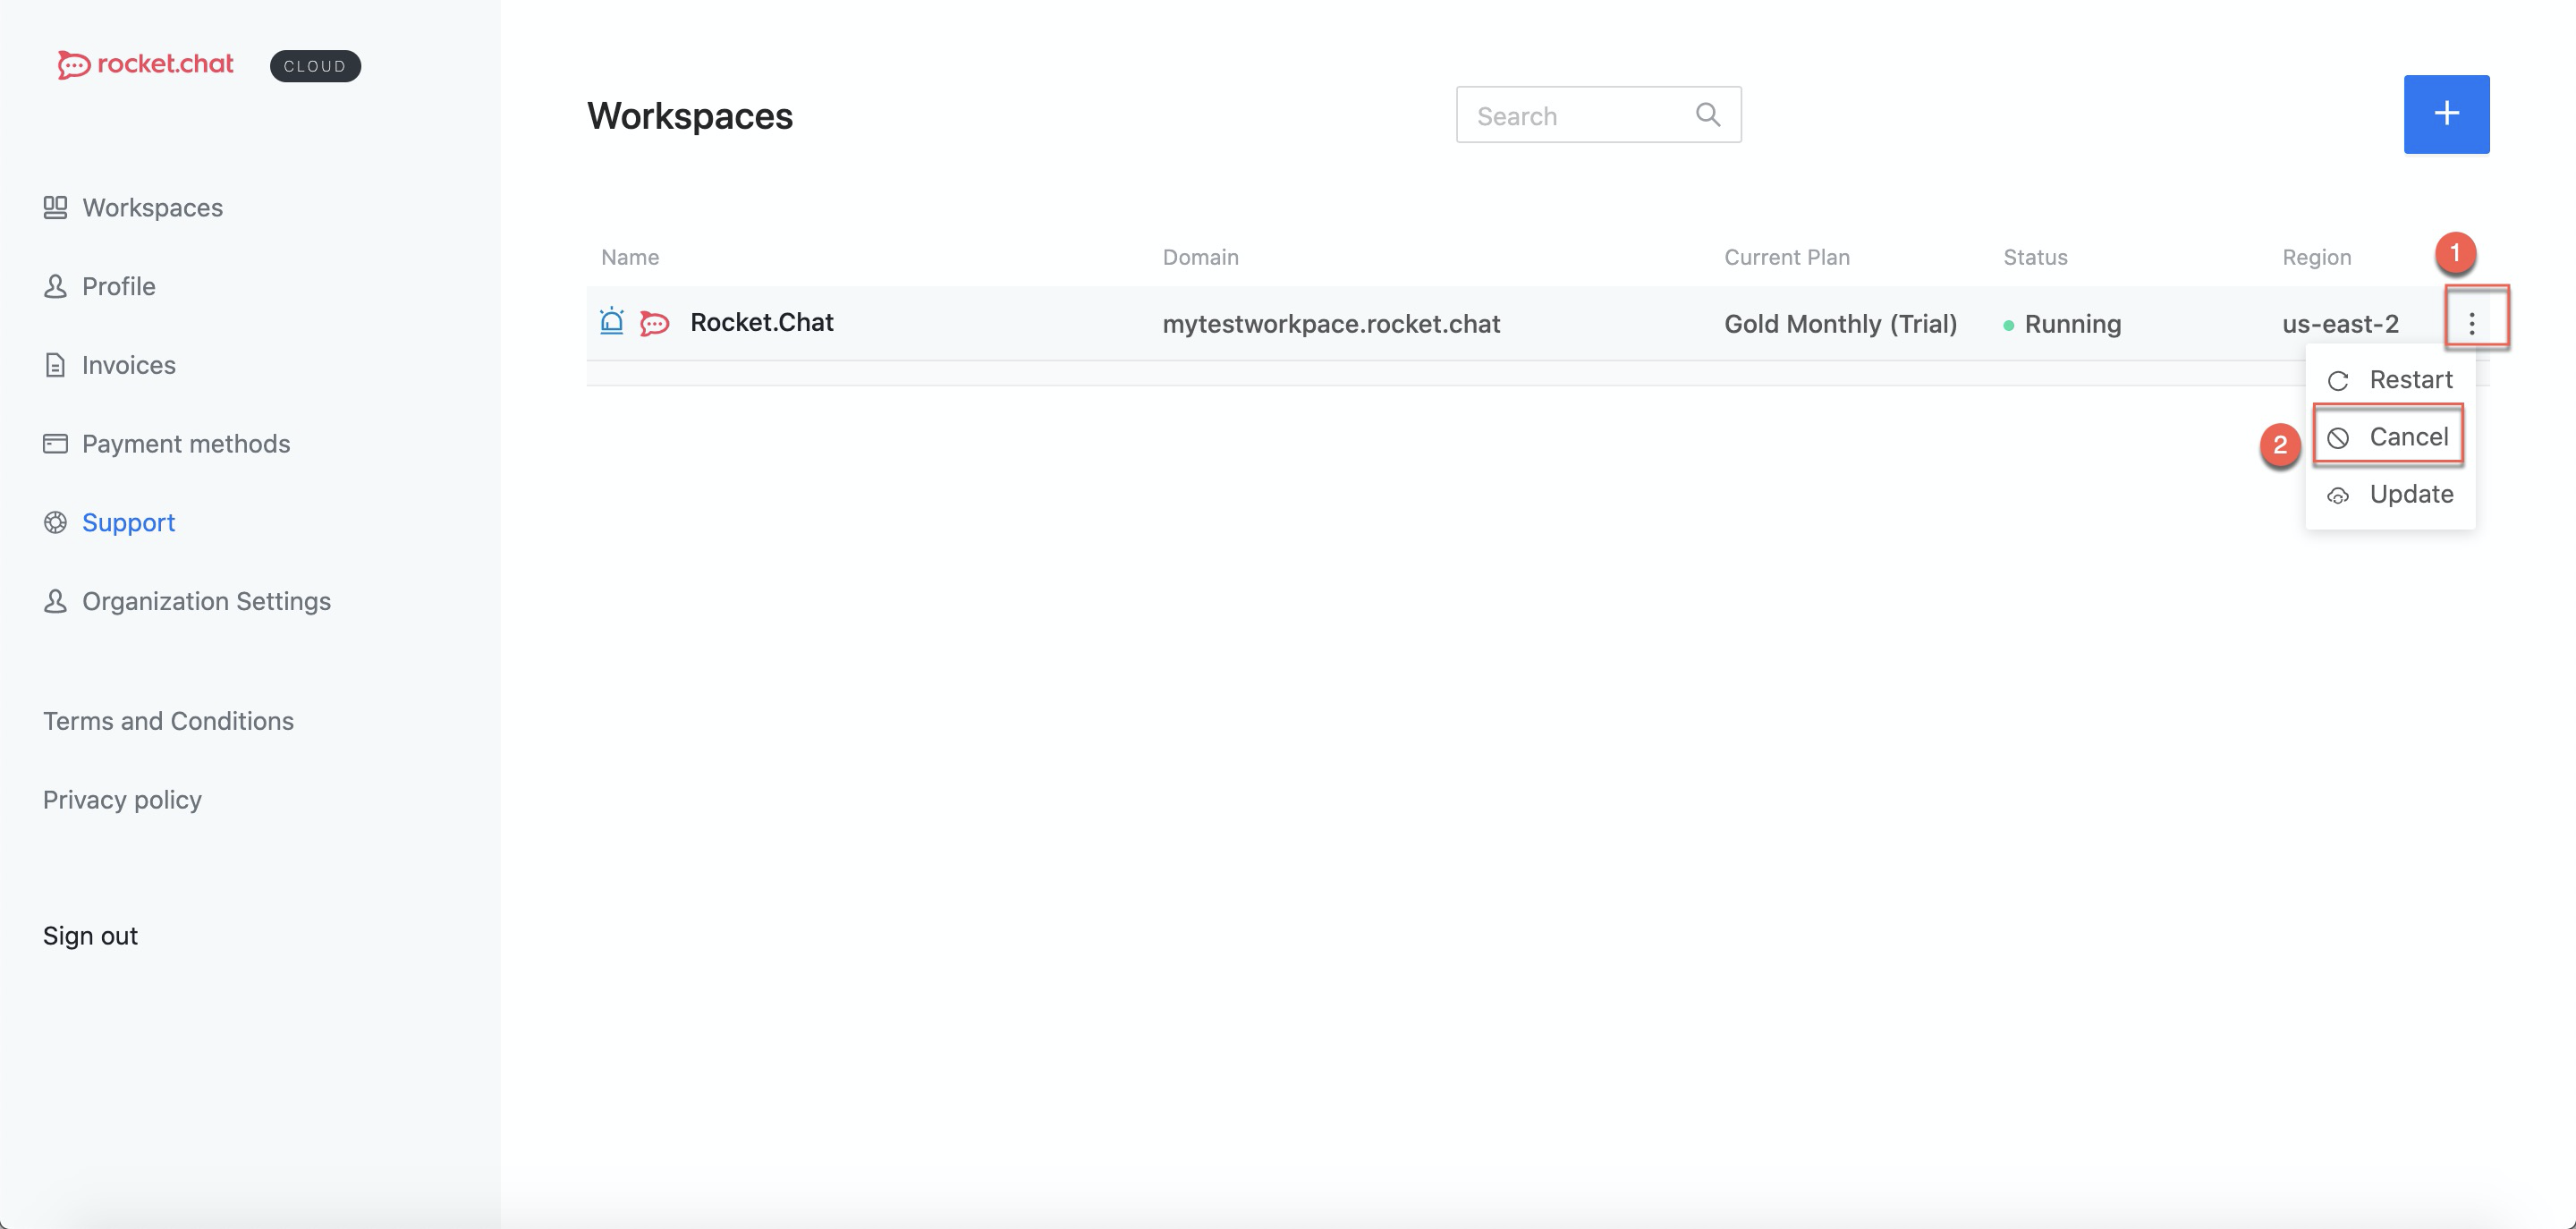 rocket.chat CLOUD
Workspaces
Profile
Invoices
Payment methods
Support
Organization Settings
Terms and Conditions
Privacy policy
Sign out
Workspaces
Search
+
Name Domain Current Plan Status Region
1
Rocket.Chat mytestworkpace.rocket.chat Gold Monthly (Trial) Running us-east-2
Restart
2 Cancel
Update